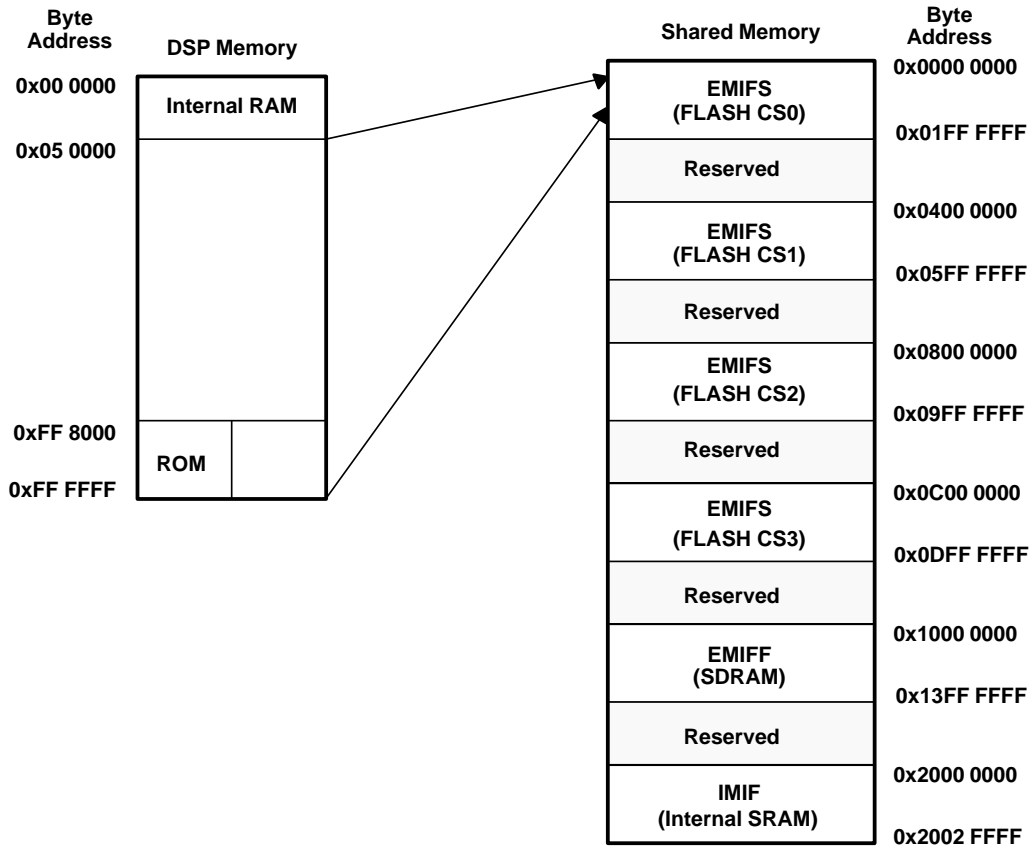 Byte
Address
DSP Memory
0x00 0000
Internal RAM
0x05 0000
0xFF 8000
ROM
0xFF FFFF
Shared Memory
Byte
Address
0x0000 0000
EMIFS
(FLASH CS0)
0x01FF FFFF
Reserved
0x0400 0000
EMIFS
(FLASH CS1)
0x05FF FFFF
Reserved
0x0800 0000
EMIFS
(FLASH CS2)
0x09FF FFFF
Reserved
0x0C00 0000
EMIFS
(FLASH CS3)
0x0DFF FFFF
Reserved
0x1000 0000
EMIFF
(SDRAM)
0x13FF FFFF
Reserved
0x2000 0000
IMIF
(Internal SRAM)
0x2002 FFFF